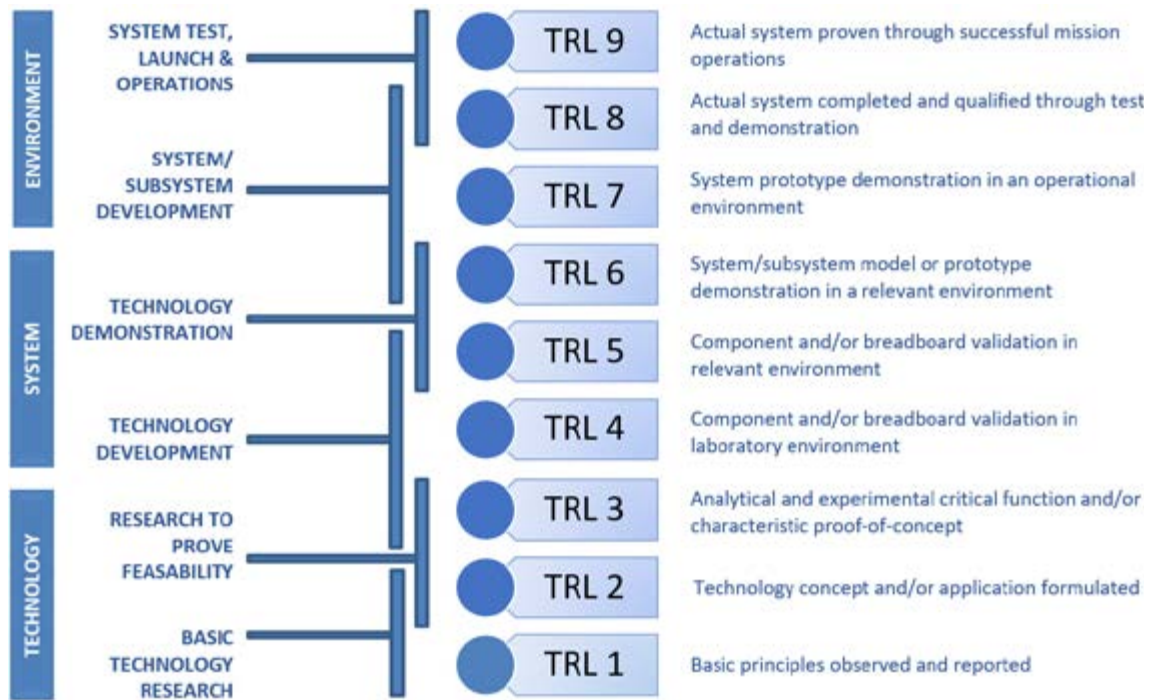 ENVIRONMENT
SYSTEM
TECHNOLOGY
SYSTEM TEST,
LAUNCH &
OPERATIONS
SYSTEM/
SUBSYSTEM
DEVELOPMENT
TECHNOLOGY
DEMONSTRATION
TECHNOLOGY
DEVELOPMENT
RESEARCH TO
PROVE
FEASABILITY
BASIC
TECHNOLOGY
RESEARCH
TRL 9
Actual system proven through successful mission
operations
TRL 8
Actual system completed and qualified through test
and demonstration
TRL 7
System prototype demonstration in an operational
environment
TRL 6
System/subsystem model or prototype
demonstration in a relevant environment
TRL 5
Component and/or breadboard validation in
relevant environment
TRL 4
Component and/or breadboard validation in
laboratory environment
TRL 3
Analytical and experimental critical function and/or
characteristic proof-of-concept
TRL 2
Technology concept and/or application formulated
TRL 1
Basic principles observed and reported